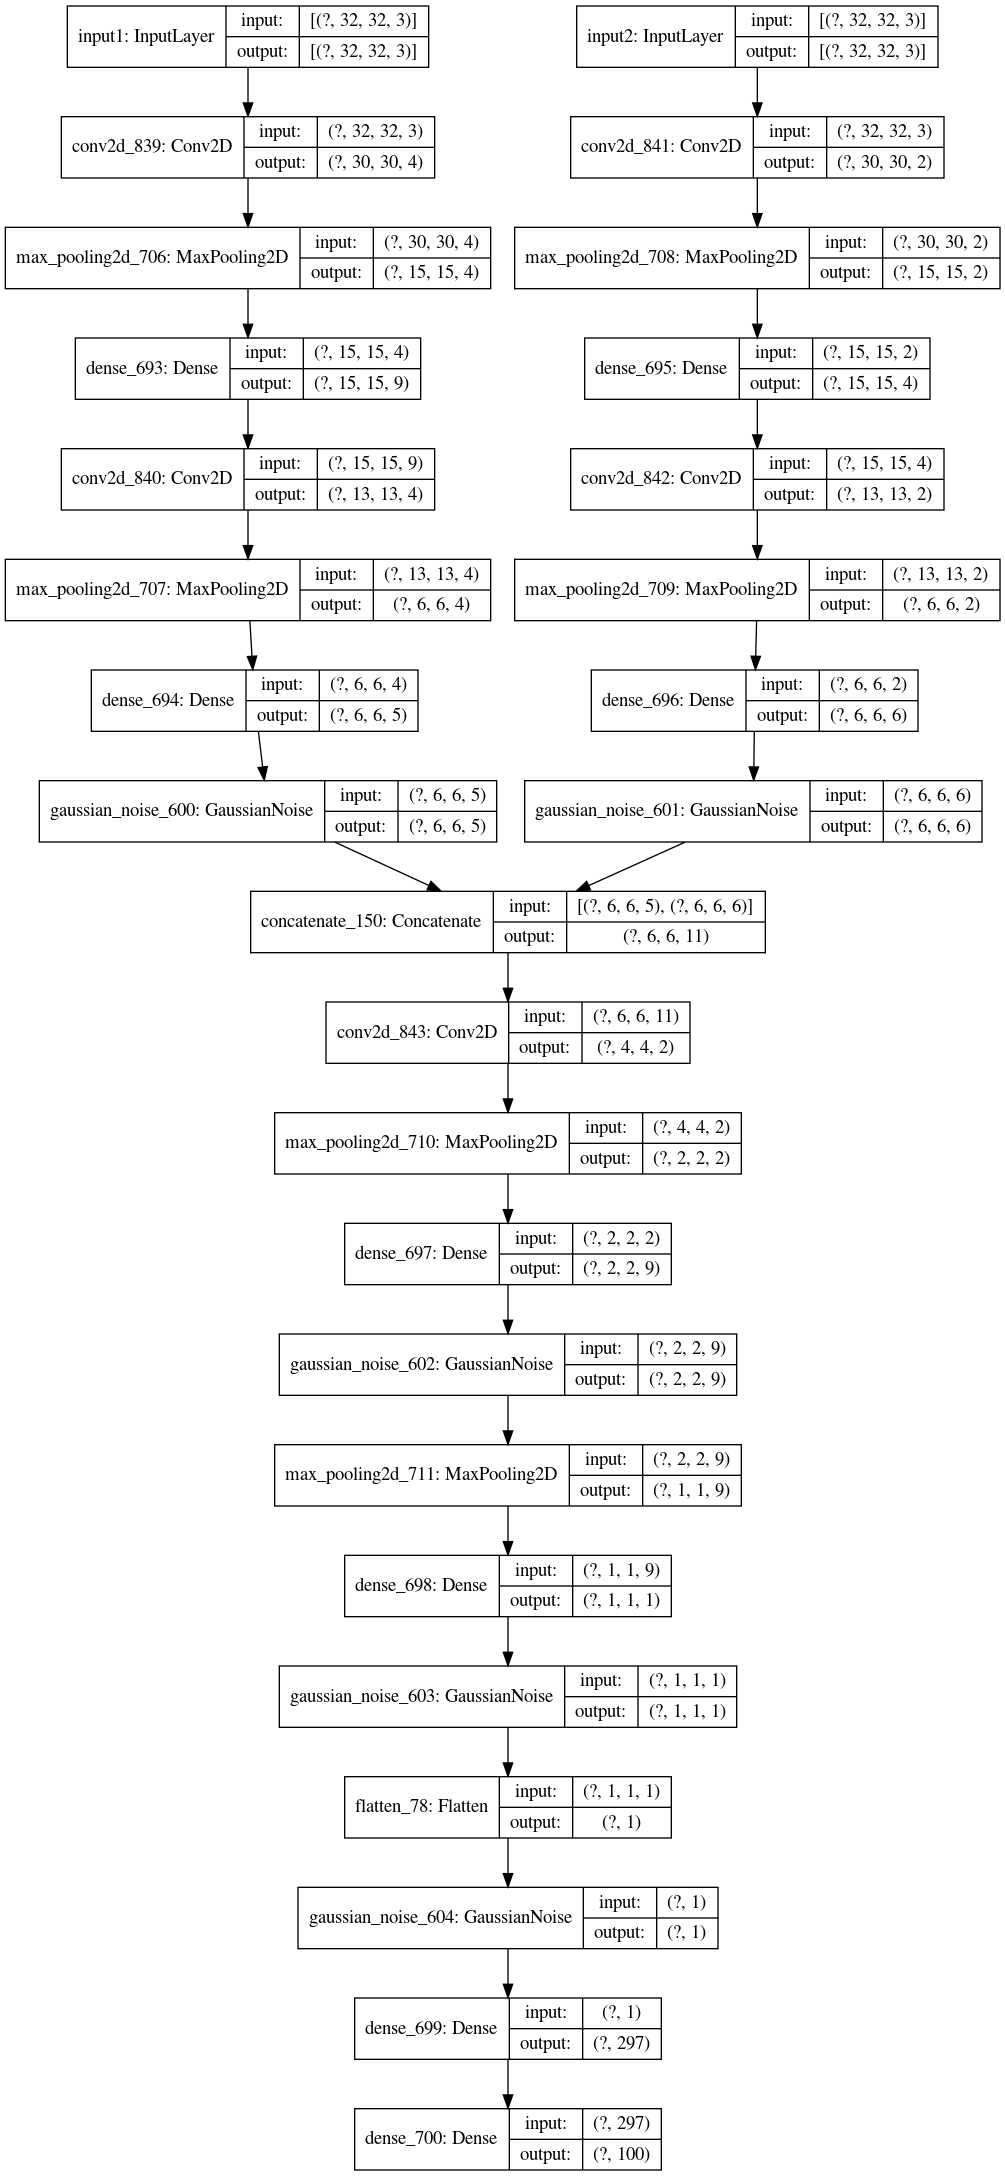 input1: InputLayer
input: [(?, 32, 32, 3)]
output: [(?, 32, 32, 3)]
input2: InputLayer
input: [(?, 32, 32, 3)]
output: [(?, 32, 32, 3)]
conv2d_839: Conv2D
input: (?, 32, 32, 3)
output: (?, 30, 30, 4)
conv2d_841: Conv2D
input: (?, 32, 32, 3)
output: (?, 30, 30, 2)
max_pooling2d_706: MaxPooling2D
input: (?, 30, 30, 4)
output: (?, 15, 15, 4)
max_pooling2d_708: MaxPooling2D
input: (?, 30, 30, 2)
output: (?, 15, 15, 2)
dense_693: Dense
input: (?, 15, 15, 4)
output: (?, 15, 15, 9)
dense_695: Dense
input: (?, 15, 15, 2)
output: (?, 15, 15, 4)
conv2d_840: Conv2D
input: (?, 15, 15, 9)
output: (?, 13, 13, 4)
conv2d_842: Conv2D
input: (?, 15, 15, 4)
output: (?, 13, 13, 2)
max_pooling2d_707: MaxPooling2D
input: (?, 13, 13, 4)
output: (?, 6, 6, 4)
max_pooling2d_709: MaxPooling2D
input: (?, 13, 13, 2)
output: (?, 6, 6, 2)
dense_694: Dense
input: (?, 6, 6, 4)
output: (?, 6, 6, 5)
dense_696: Dense
input: (?, 6, 6, 2)
output: (?, 6, 6, 6)
gaussian_noise_600: GaussianNoise
input: (?, 6, 6, 5)
output: (?, 6, 6, 5)
gaussian_noise_601: GaussianNoise
input: (?, 6, 6, 6)
output: (?, 6, 6, 6)
concatenate_150: Concatenate
input: [(?, 6, 6, 5), (?, 6, 6, 6)]
output: (?, 6, 6, 11)
conv2d_843: Conv2D
input: (?, 6, 6, 11)
output: (?, 4, 4, 2)
max_pooling2d_710: MaxPooling2D
input: (?, 4, 4, 2)
output: (?, 2, 2, 2)
dense_697: Dense
input: (?, 2, 2, 2)
output: (?, 2, 2, 9)
gaussian_noise_602: GaussianNoise
input: (?, 2, 2, 9)
output: (?, 2, 2, 9)
max_pooling2d_711: MaxPooling2D
input: (?, 2, 2, 9)
output: (?, 1, 1, 9)
dense_698: Dense
input: (?, 1, 1, 9)
output: (?, 1, 1, 1)
gaussian_noise_603: GaussianNoise
input: (?, 1, 1, 1)
output: (?, 1, 1, 1)
flatten_78: Flatten
input: (?, 1, 1, 1)
output: (?, 1)
gaussian_noise_604: GaussianNoise
input: (?, 1)
output: (?, 1)
dense_699: Dense
input: (?, 1)
output: (?, 297)
dense_700: Dense
input: (?, 297)
output: (?, 100)